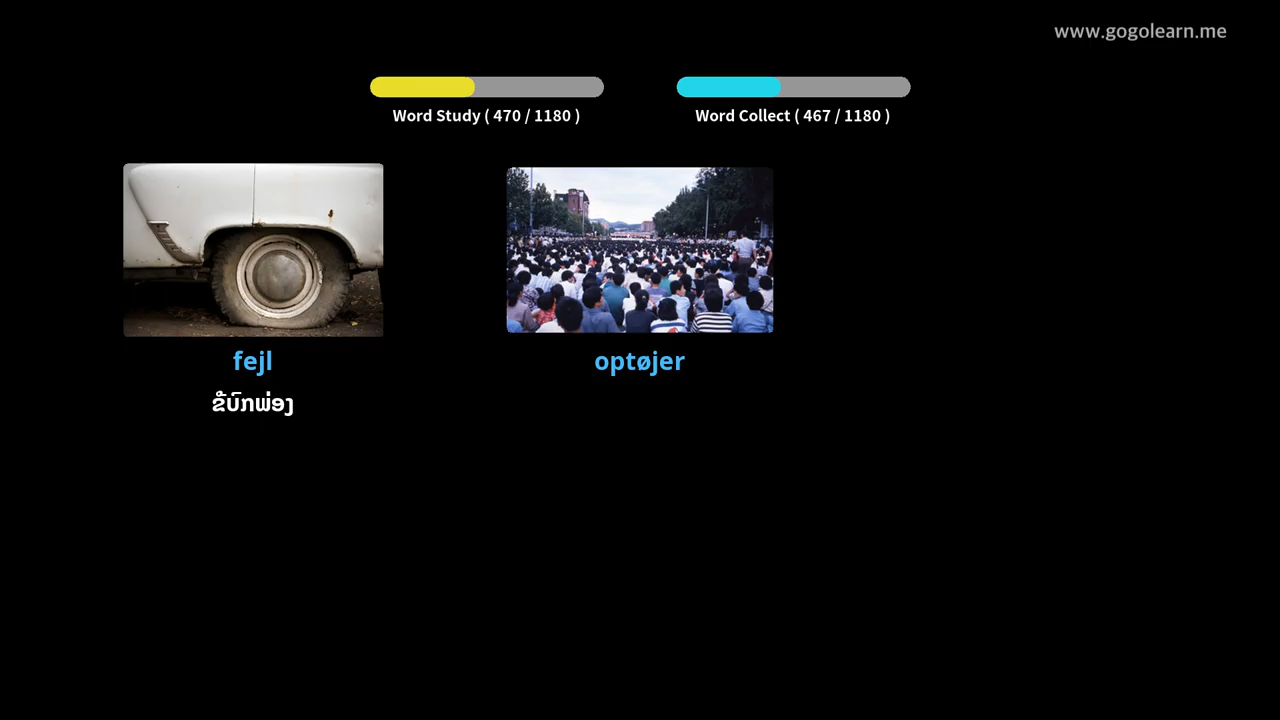 www.gogolearn.me
Word Study ( 470 / 1180 )
Word Collect ( 467 / 1180 )
fejl
optøjer
ຂໍ້ບົກພ່ອງ